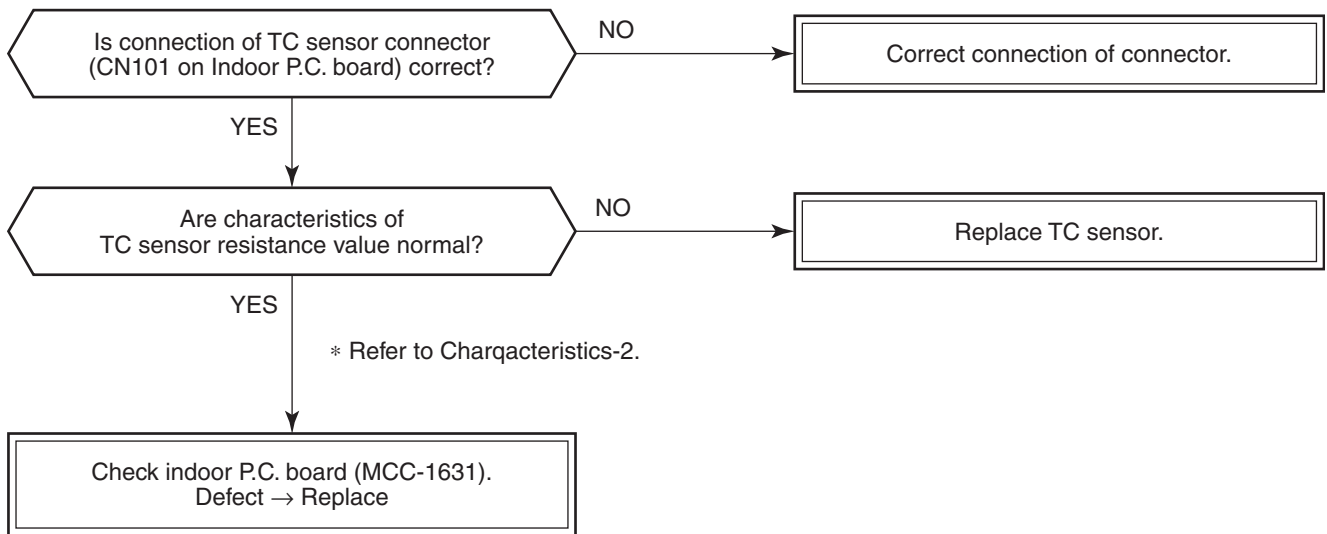 Is connection of TC sensor connector
(CN101 on Indoor P.C. board) correct?
NO
Correct connection of connector.
YES
Are characteristics of
TC sensor resistance value normal?
NO
Replace TC sensor.
YES
* Refer to Charqacteristics-2.
Check indoor P.C. board (MCC-1631).
Defect → Replace